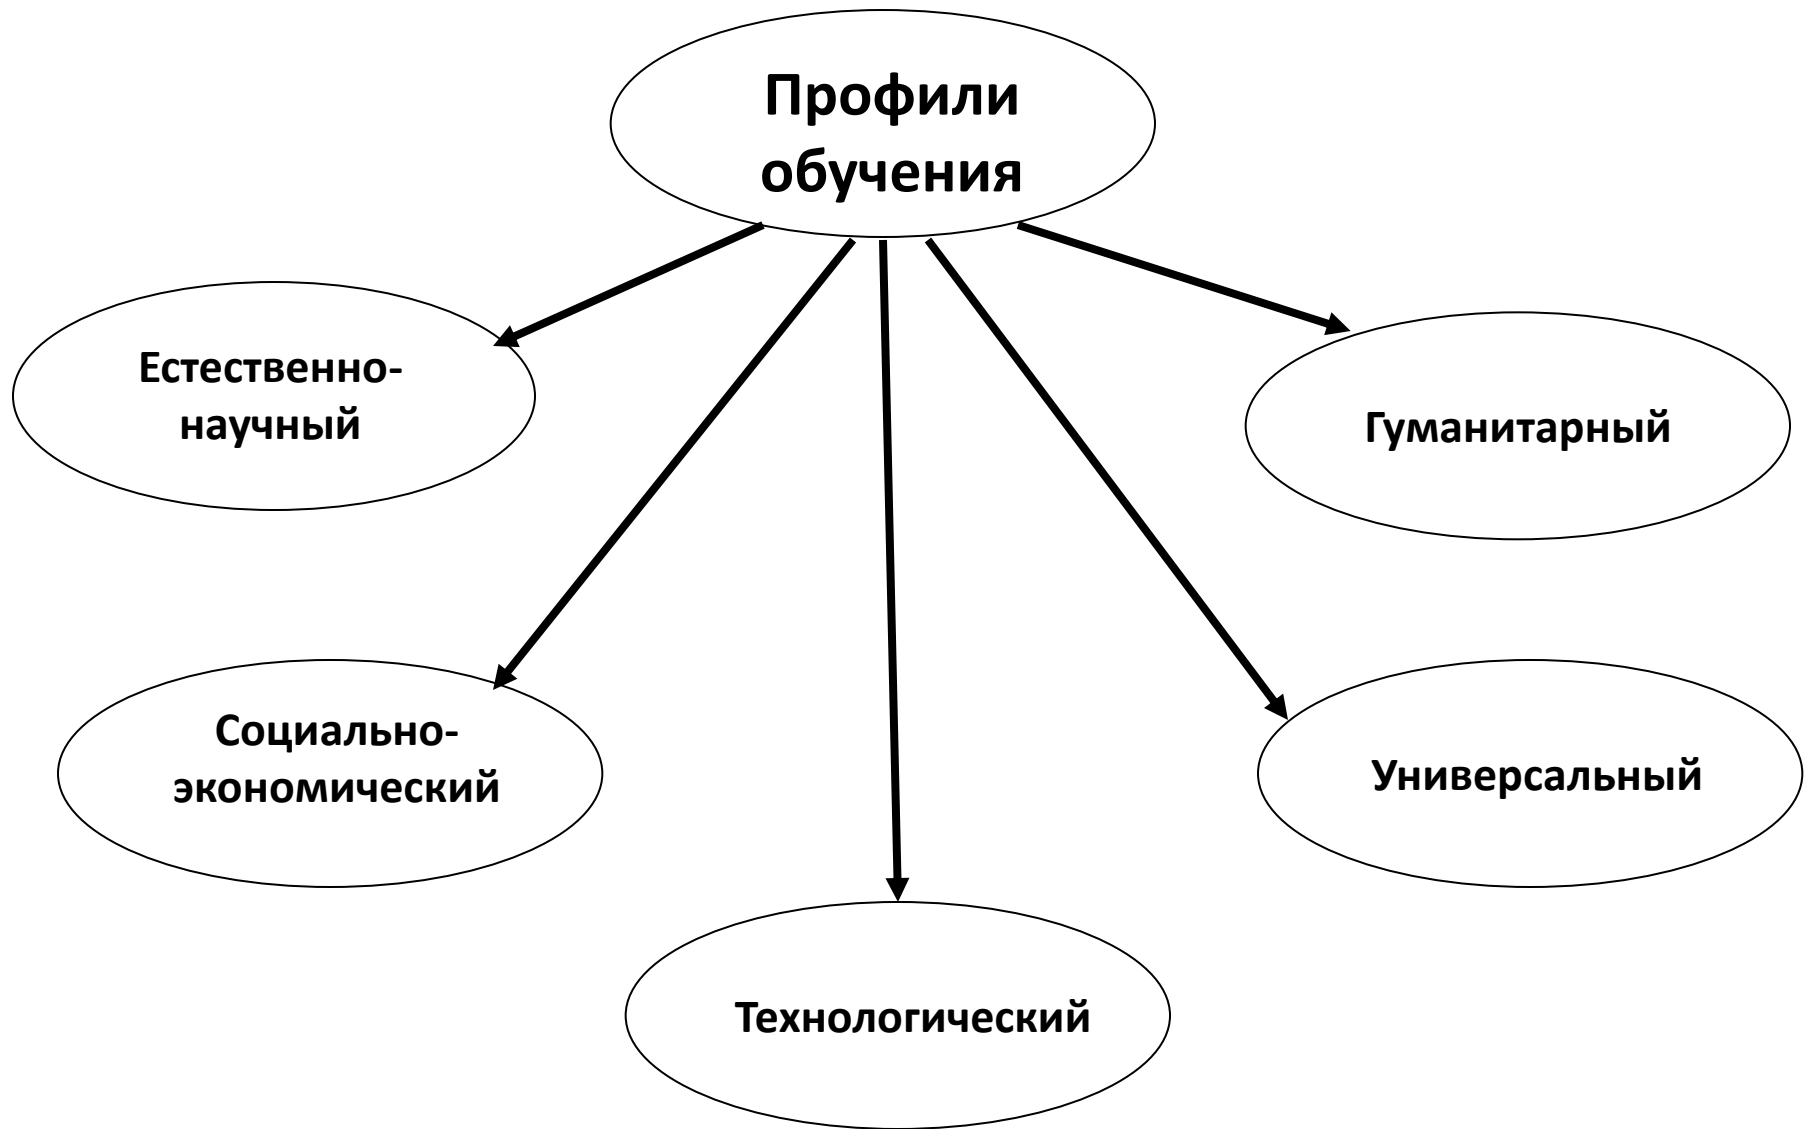 Профили
обучения
Естественно-
научный
Гуманитарный
Социально-
экономический
Универсальный
Технологический